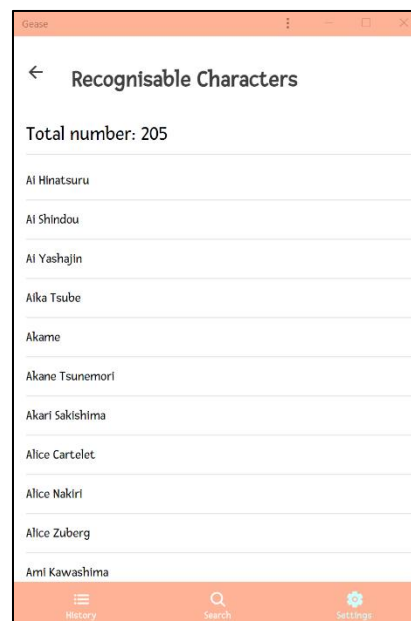 Gease
Recognisable Characters
Total number: 205
Ai Hinatsuru
Ai Shindou
Ai Yashajin
Aika Tsube
Akame
Akane Tsunemori
Akari Sakishima
Alice Cartelet
Alice Nakiri
Alice Zuberg
Ami Kawashima
History Search Settings